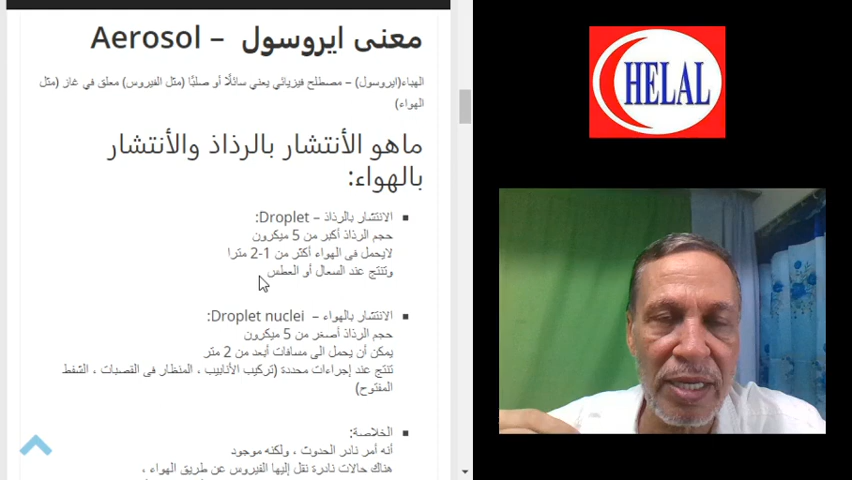 معنى ايروسول – Aerosol
الهباء(ايروسول) – مصطلح فيزيائي يعني سائلًا أو صلبًا (مثل الفيروس) معلق في غاز (مثل
الهواء)
ماهو الأنتشار بالرذاذ والأنتشار
بالهواء:
الانتشار بالرذاذ – Droplet:
حجم الرذاذ أكبر من 5 ميكرون
لايحمل فى الهواء أكثر من 1-2 مترا
وتنتج عند السعال أو العطس
الانتشار بالهواء – Droplet nuclei:
حجم الرذاذ أصغر من 5 ميكرون
يمكن أن يحمل الى مسافات أبعد من 2 متر
تنتج عند إجراءات محددة (تركيب الأنابيب ، المنظار فى القصبات ، الشفط
المفتوح)
الخلاصة:
أنه أمر نادر الحدوث ، ولكنه موجود
هناك حالات نادرة نقل إليها الفيروس عن طريق الهواء ،
HELAL